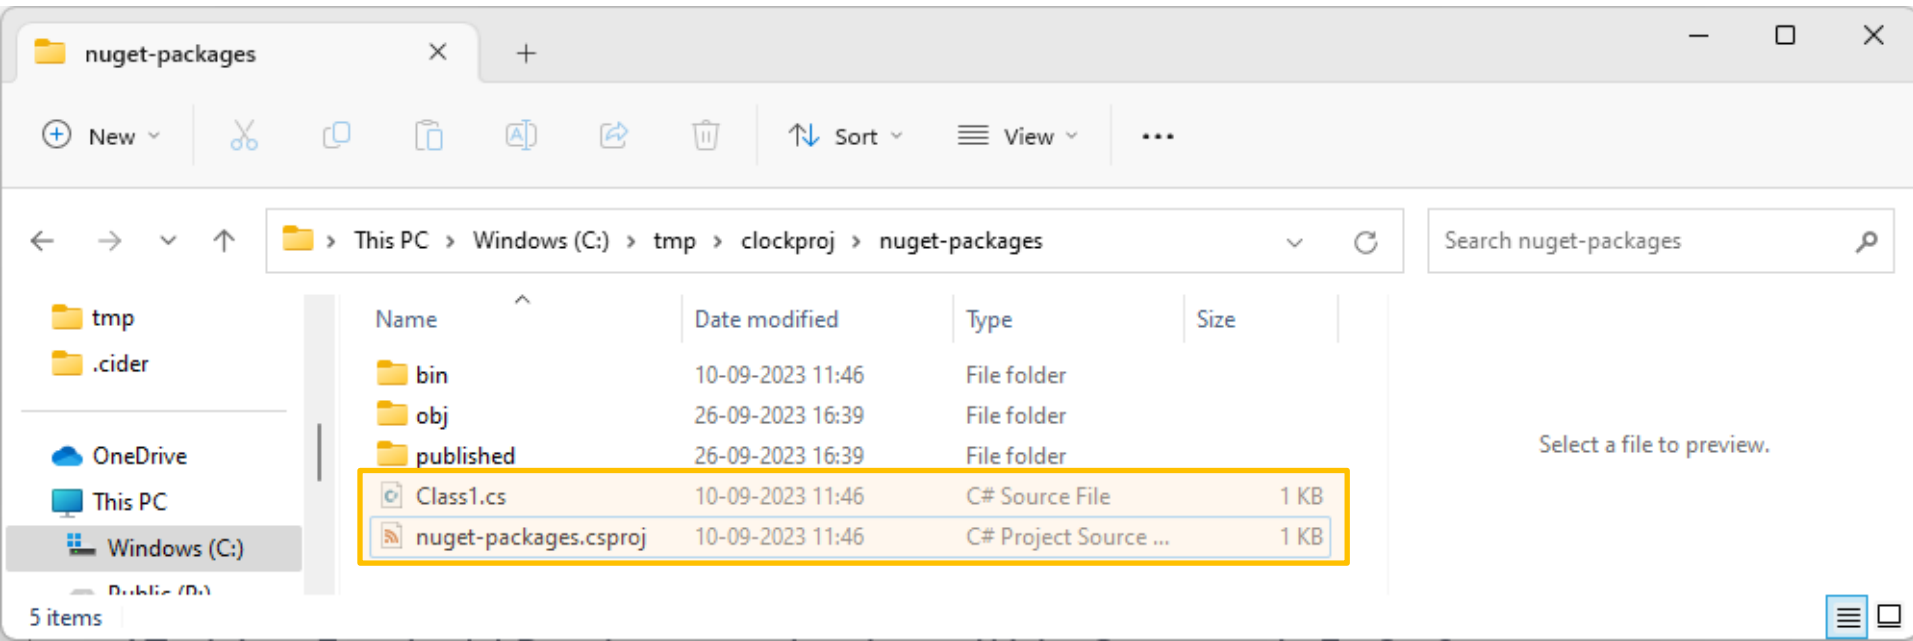 nuget-packages
New
Sort
View
This PC > Windows (C:) > tmp > clockproj > nuget-packages
Search nuget-packages
tmp
.cider
OneDrive
This PC
Windows (C:)
Name Date modified Type Size
bin 10-09-2023 11:46 File folder
obj 26-09-2023 16:39 File folder
published 26-09-2023 16:39 File folder
Class1.cs 10-09-2023 11:46 C# Source File 1 KB
nuget-packages.csproj 10-09-2023 11:46 C# Project Source ... 1 KB
Select a file to preview.
5 items